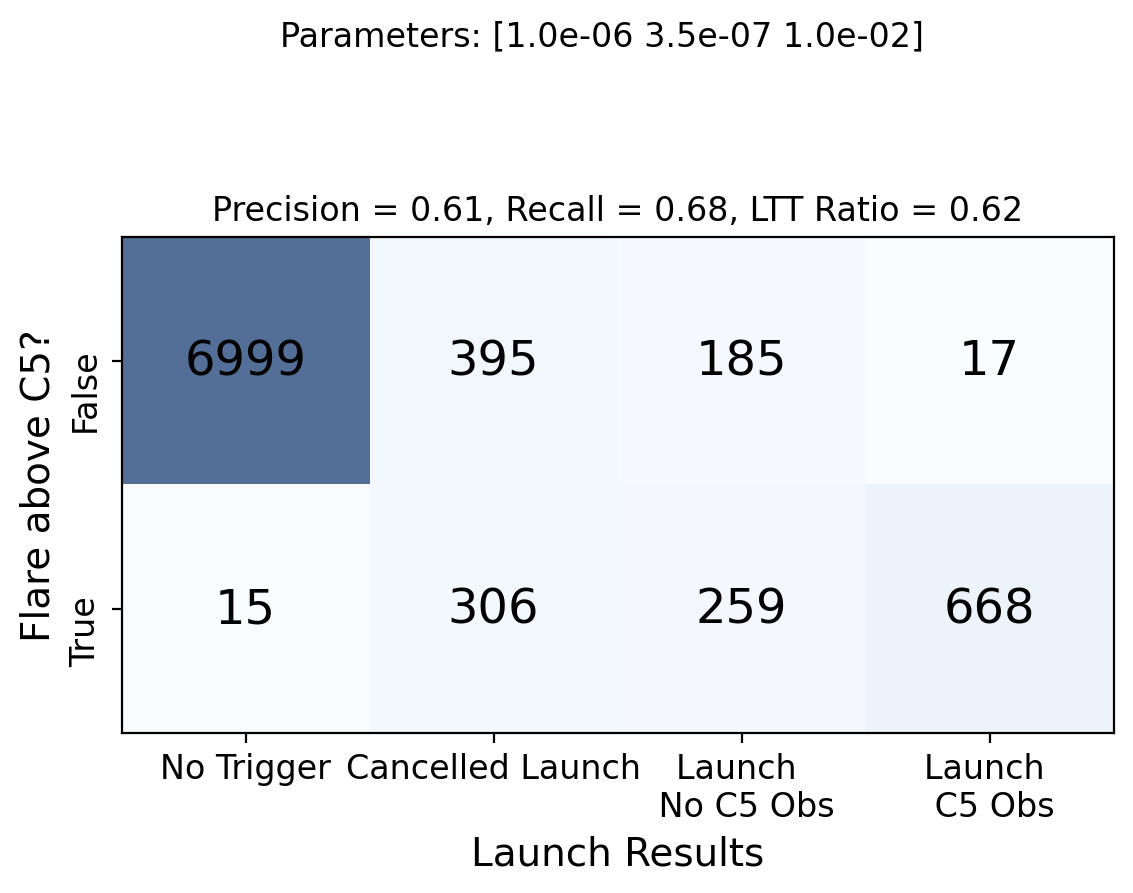 Parameters: [1.0e-06 3.5e-07 1.0e-02]
Precision = 0.61, Recall = 0.68, LTT Ratio = 0.62
Flare above C5?
False
6999 395 185 17
True
15 306 259 668
No Trigger Cancelled Launch Launch Launch
No C5 Obs C5 Obs
Launch Results